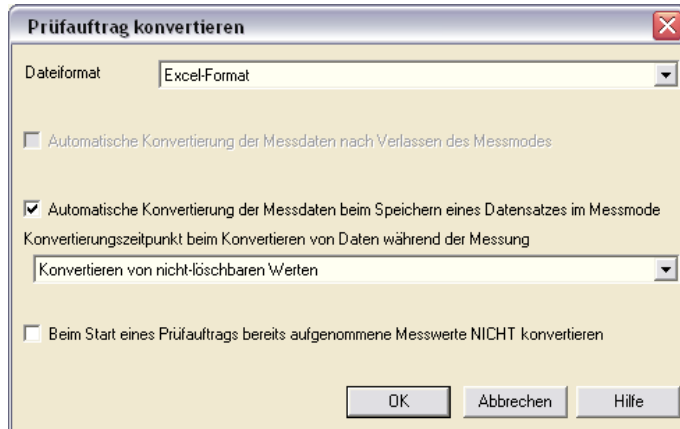 Prüfauftrag konvertieren
Dateiformat
Excel-Format
Automatische Konvertierung der Messdaten nach Verlassen des Messmodes
Automatische Konvertierung der Messdaten beim Speichern eines Datensatzes im Messmode
Konvertierungszeitpunkt beim Konvertieren von Daten während der Messung
Konvertieren von nicht-löschbaren Werten
Beim Start eines Prüfauftrags bereits aufgenommene Messwerte NICHT konvertieren
OK
Abbrechen
Hilfe